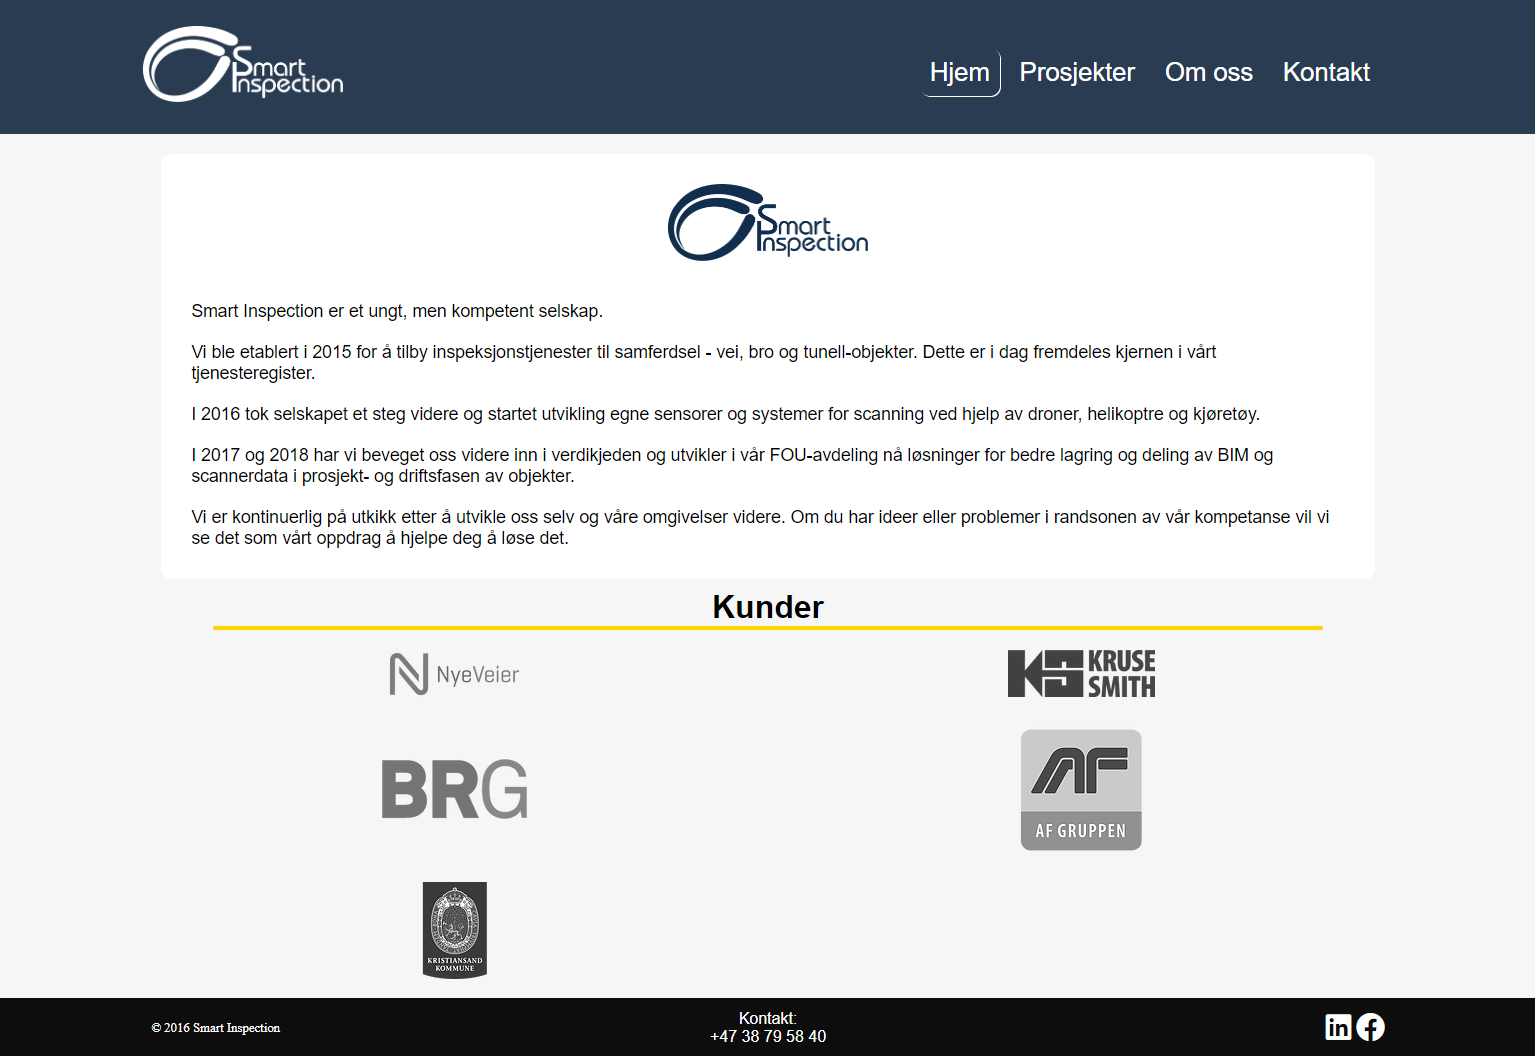 Smart
Inspection
Hjem Prosjekter Om oss Kontakt
Smart
Inspection
Smart Inspection er et ungt, men kompetent selskap.
Vi ble etablert i 2015 for å tilby inspeksjonstjenester til samferdsel - vei, bro og tunell-objekter. Dette er i dag fremdeles kjernen i vårt
tjenesteregister.
I 2016 tok selskapet et steg videre og startet utvikling egne sensorer og systemer for scanning ved hjelp av droner, helikoptre og kjøretøy.
I 2017 og 2018 har vi beveget oss videre inn i verdikjeden og utvikler i vår FOU-avdeling nå løsninger for bedre lagring og deling av BIM og
scannerdata i prosjekt- og driftsfasen av objekter.
Vi er kontinuerlig på utkikk etter å utvikle oss selv og våre omgivelser videre. Om du har ideer eller problemer i randsonen av vår kompetanse vil vi
se det som vårt oppdrag å hjelpe deg å løse det.
Kunder
N NyeVeier
KS KRUSE
SMITH
BRG
AF
AF GRUPPEN
KRISTIANSAND
KOMMUNE
© 2016 Smart Inspection
Kontakt:
+47 38 79 58 40
in f